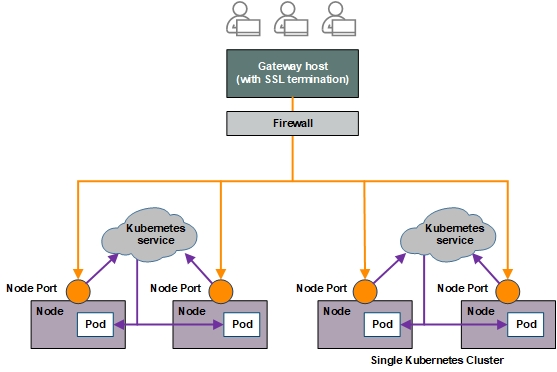 Gateway host
(with SSL termination)
Firewall
Kubernetes
service
Kubernetes
service
Node Port
Node Port
Node Port
Node Port
Node
Node
Node
Node
Pod
Pod
Pod
Pod
Single Kubernetes Cluster